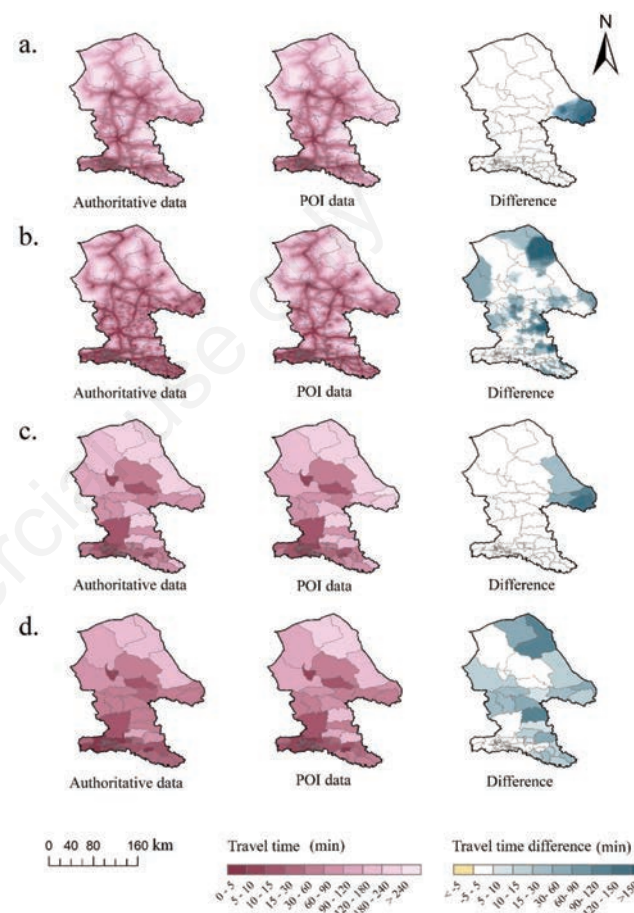 N
a.
Authoritative data
POI data
Difference
b.
Authoritative data
POI data
Difference
c.
Authoritative data
POI data
Difference
d.
Authoritative data
POI data
Difference
0 20 40 80 120 160 km
Travel time (min)
0 - 5
5 - 10
10 - 15
15 - 30
30 - 60
60 - 90
90 - 120
120 - 180
180 - 240
> 240
Travel time difference (min)
< -5
-5 - 5
5 - 10
10 - 15
15 - 30
30 - 60
60 - 90
90 - 120
120 - 150